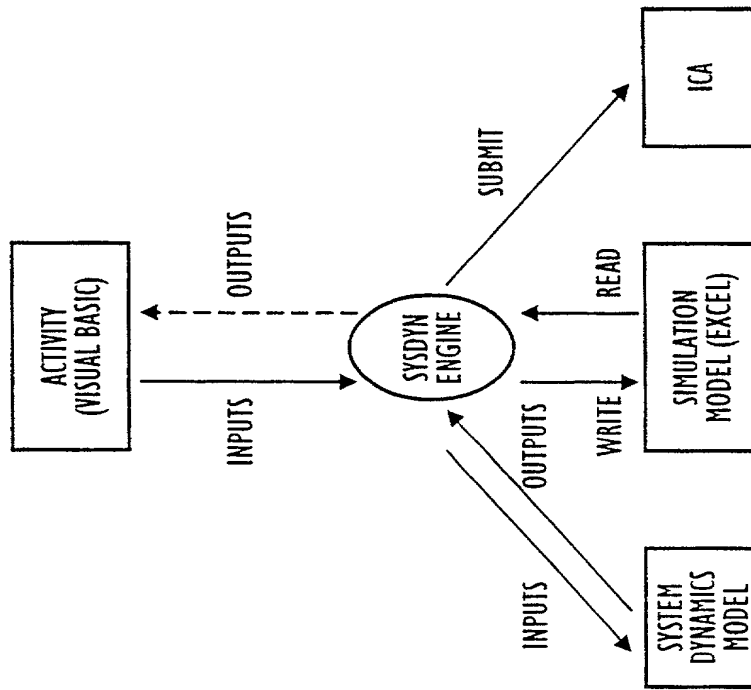 ACTIVITY
(VISUAL BASIC)
INPUTS
OUTPUTS
SYSDYN
ENGINE
INPUTS
OUTPUTS
WRITE
READ
SUBMIT
SYSTEM
DYNAMICS
MODEL
SIMULATION
MODEL (EXCEL)
ICA